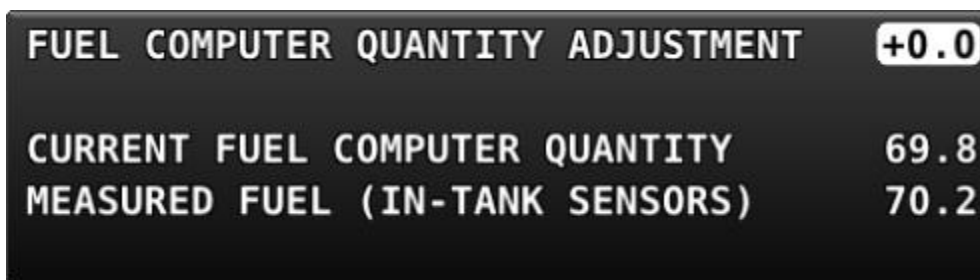 FUEL COMPUTER QUANTITY ADJUSTMENT +0.0
CURRENT FUEL COMPUTER QUANTITY 69.8
MEASURED FUEL (IN-TANK SENSORS) 70.2